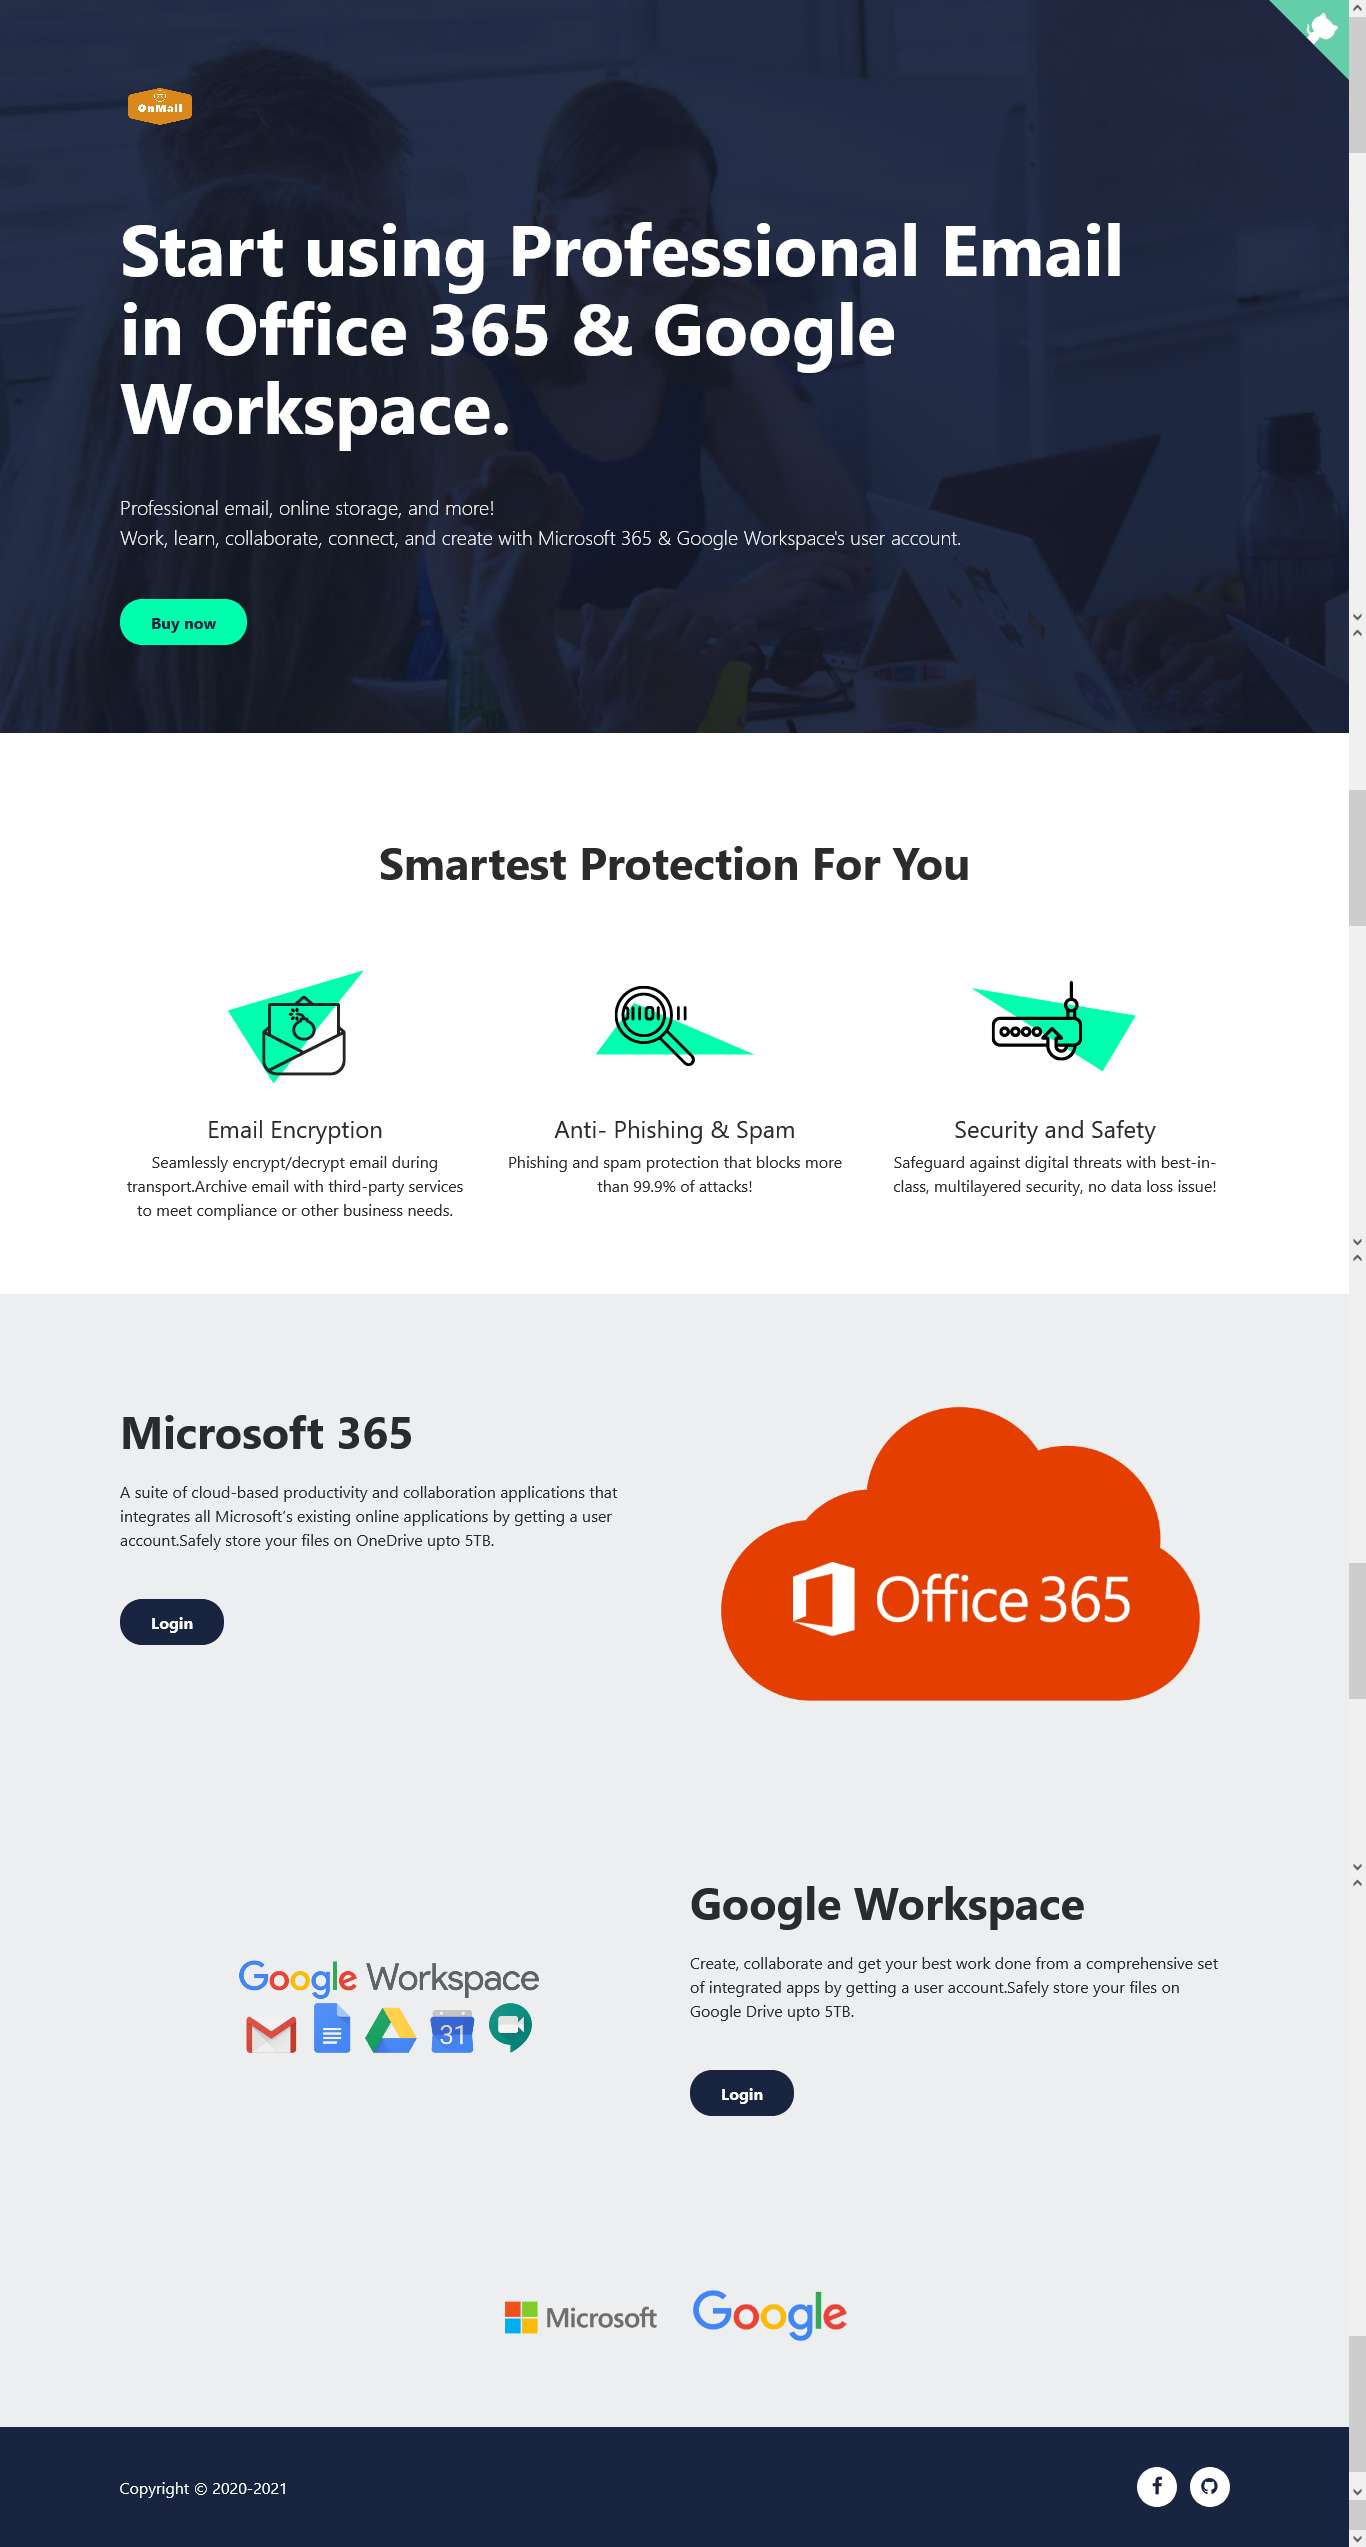 OnMail
Start using Professional Email
in Office 365 & Google
Workspace.
Professional email, online storage, and more!
Work, learn, collaborate, connect, and create with Microsoft 365 & Google Workspace's user account.
Buy now
Smartest Protection For You
Email Encryption
Seamlessly encrypt/decrypt email during
transport.Archive email with third-party services
to meet compliance or other business needs.
Anti- Phishing & Spam
Phishing and spam protection that blocks more
than 99.9% of attacks!
Security and Safety
Safeguard against digital threats with best-in-
class, multilayered security, no data loss issue!
Microsoft 365
A suite of cloud-based productivity and collaboration applications that
integrates all Microsoft’s existing online applications by getting a user
account.Safely store your files on OneDrive upto 5TB.
Login
Office 365
Google Workspace
31
Google Workspace
Create, collaborate and get your best work done from a comprehensive set
of integrated apps by getting a user account.Safely store your files on
Google Drive upto 5TB.
Login
Microsoft
Google
Copyright © 2020-2021